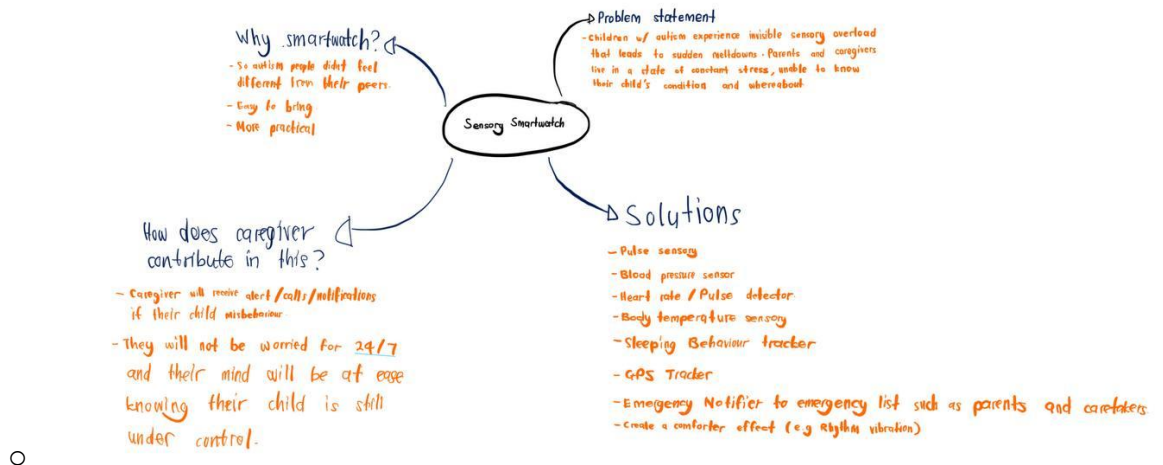 Why smartwatch?
- So autism people didn't feel
different from their peers.
- Easy to bring
- More practical
Problem statement
- Children w/ autism experience invisible sensory overload
that leads to sudden meltdowns. Parents and caregivers
live in a state of constant stress, unable to know
their child's condition and whereabout
Sensory Smartwatch
How does caregiver
contribute in this?
- Caregiver will receive alert/calls/notifications
if their child misbehaviour
- They will not be worried for 24/7
and their mind will be at ease
knowing their child is still
under control.
Solutions
- Pulse sensory
- Blood pressure sensor
- Heart rate / Pulse detector
- Body temperature sensory
- Sleeping Behaviour tracker
- GPS Tracker
- Emergency Notifier to emergency list such as parents and caretakers
- Create a comforter effect (e.g Rhythm vibration)